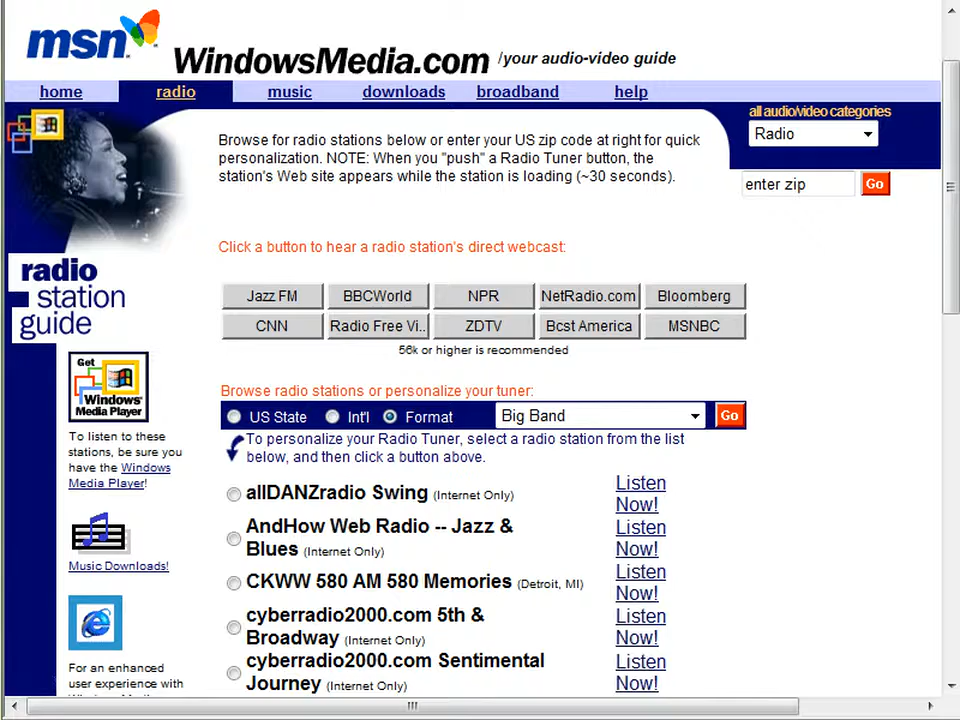 msn
WindowsMedia.com /your audio-video guide
home radio music downloads broadband help
all audio/video categories
Radio
enter zip Go
Browse for radio stations below or enter your US zip code at right for quick
personalization. NOTE: When you "push" a Radio Tuner button, the
station's Web site appears while the station is loading (~30 seconds).
Click a button to hear a radio station's direct webcast:
radio
station
guide
Jazz FM BBCWorld NPR NetRadio.com Bloomberg
CNN Radio Free Vi.. ZDTV Bcst America MSNBC
56k or higher is recommended
Get
Windows
Media Player
To listen to these
stations, be sure you
have the Windows
Media Player!
Music Downloads!
For an enhanced
user experience with
Browse radio stations or personalize your tuner:
US State Int'l Format Big Band Go
To personalize your Radio Tuner, select a radio station from the list
below, and then click a button above.
allDANZradio Swing (Internet Only) Listen
Now!
AndHow Web Radio -- Jazz & Listen
Blues (Internet Only) Now!
CKWW 580 AM 580 Memories (Detroit, MI) Listen
Now!
cyberradio2000.com 5th & Listen
Broadway (Internet Only) Now!
cyberradio2000.com Sentimental Listen
Journey (Internet Only) Now!